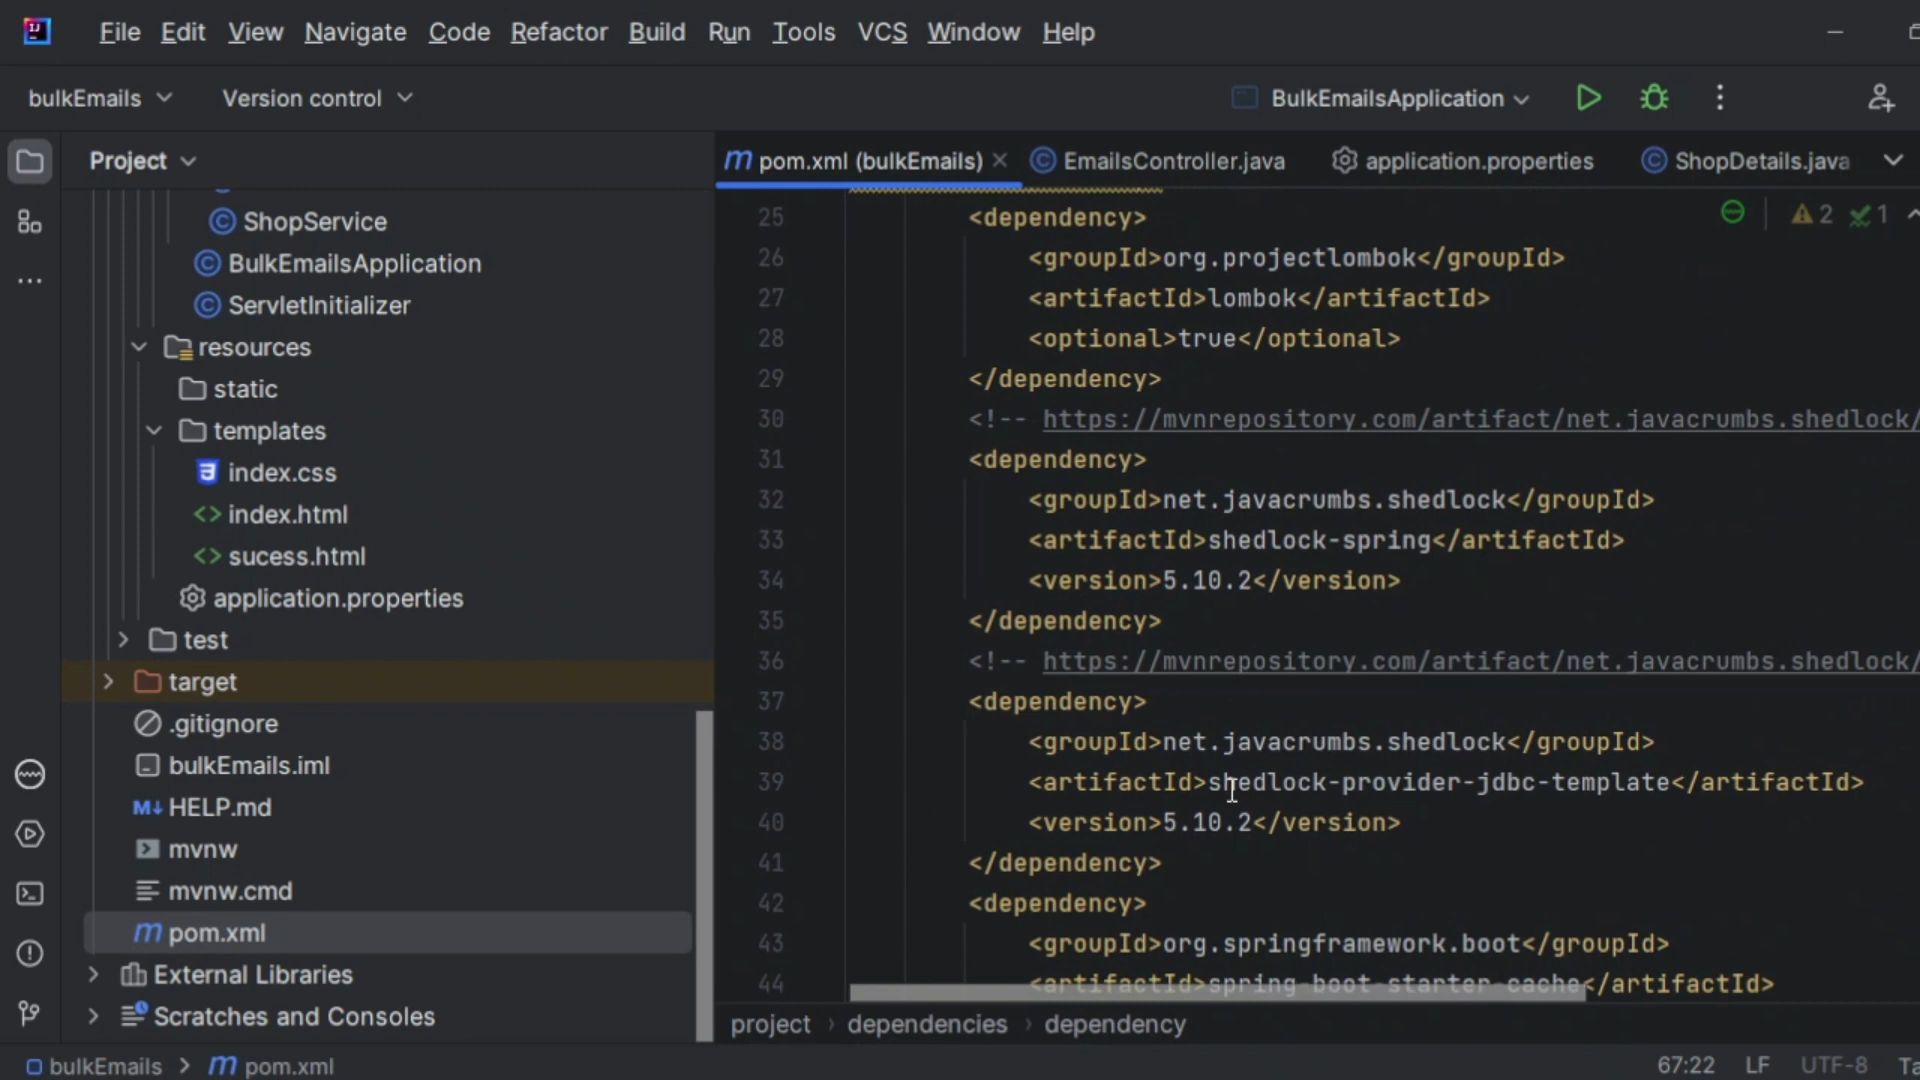 File Edit View Navigate Code Refactor Build Run Tools VCS Window Help
bulkEmails Version control BulkEmailsApplication
Project
pom.xml (bulkEmails) EmailsController.java application.properties ShopDetails.java
ShopService
BulkEmailsApplication
ServletInitializer
resources
static
templates
index.css
index.html
sucess.html
application.properties
test
target
.gitignore
bulkEmails.iml
M↓ HELP.md
mvnw
mvnw.cmd
pom.xml
External Libraries
Scratches and Consoles
2 1
25 <dependency>
26 <groupId>org.projectlombok</groupId>
27 <artifactId>lombok</artifactId>
28 <optional>true</optional>
29 </dependency>
30 <!-- https://mvnrepository.com/artifact/net.javacrumbs.shedlock/
31 <dependency>
32 <groupId>net.javacrumbs.shedlock</groupId>
33 <artifactId>shedlock-spring</artifactId>
34 <version>5.10.2</version>
35 </dependency>
36 <!-- https://mvnrepository.com/artifact/net.javacrumbs.shedlock/
37 <dependency>
38 <groupId>net.javacrumbs.shedlock</groupId>
39 <artifactId>shedlock-provider-jdbc-template</artifactId>
40 <version>5.10.2</version>
41 </dependency>
42 <dependency>
43 <groupId>org.springframework.boot</groupId>
44 <artifactId>spring-boot-starter-cache</artifactId>
project › dependencies › dependency
bulkEmails > pom.xml 67:22 LF UTF-8